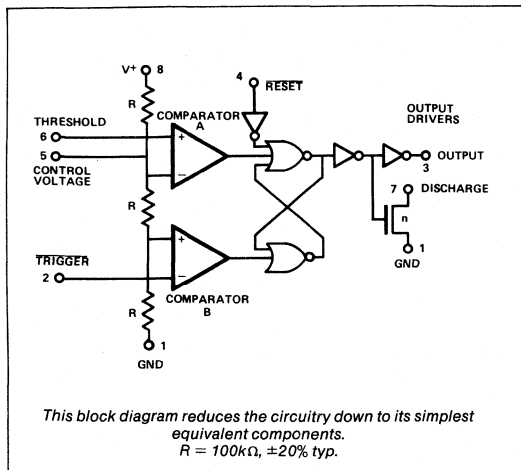 V+ 8
4
RESET
R
COMPARATOR
A
THRESHOLD
6
5
CONTROL
VOLTAGE
+
−
OUTPUT
DRIVERS
OUTPUT
3
7 DISCHARGE
n
1
GND
R
+
−
TRIGGER
2
COMPARATOR
B
R
1
GND
This block diagram reduces the circuitry down to its simplest
equivalent components.
R = 100kΩ, ±20% typ.